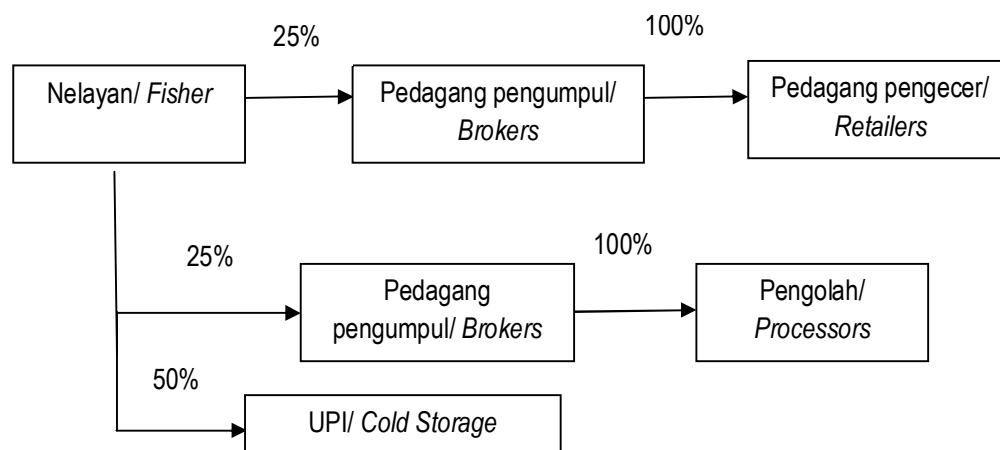 25%
100%
Nelayan/ Fisher
Pedagang pengumpul/
Brokers
Pedagang pengecer/
Retailers
25%
100%
Pedagang
pengumpul/ Brokers
Pengolah/
Processors
50%
UPI/ Cold Storage